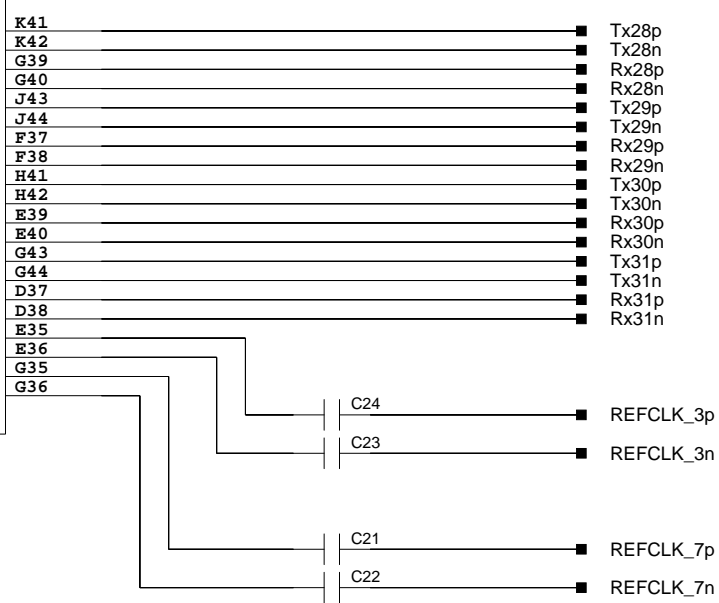 K41 Tx28p
K42 Tx28n
G39 Rx28p
G40 Rx28n
J43 Tx29p
J44 Tx29n
F37 Rx29p
F38 Rx29n
H41 Tx30p
H42 Tx30n
E39 Rx30p
E40 Rx30n
G43 Tx31p
G44 Tx31n
D37 Rx31p
D38 Rx31n
E35
E36
G35
G36
C24 REFCLK_3p
C23 REFCLK_3n
C21 REFCLK_7p
C22 REFCLK_7n